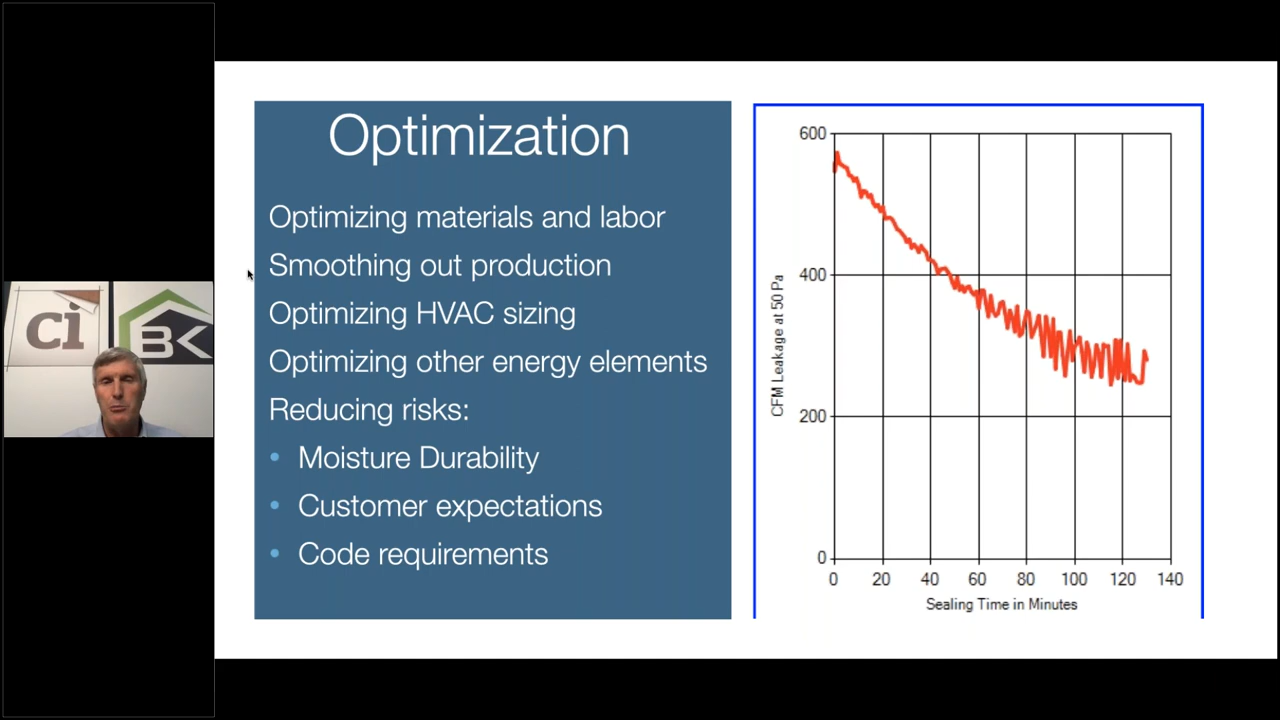 Optimization
Optimizing materials and labor
Smoothing out production
Optimizing HVAC sizing
Optimizing other energy elements
Reducing risks:
• Moisture Durability
• Customer expectations
• Code requirements
ci
BK
CFM Leakage at 50 Pa
600
400
200
0
0 20 40 60 80 100 120 140
Sealing Time in Minutes